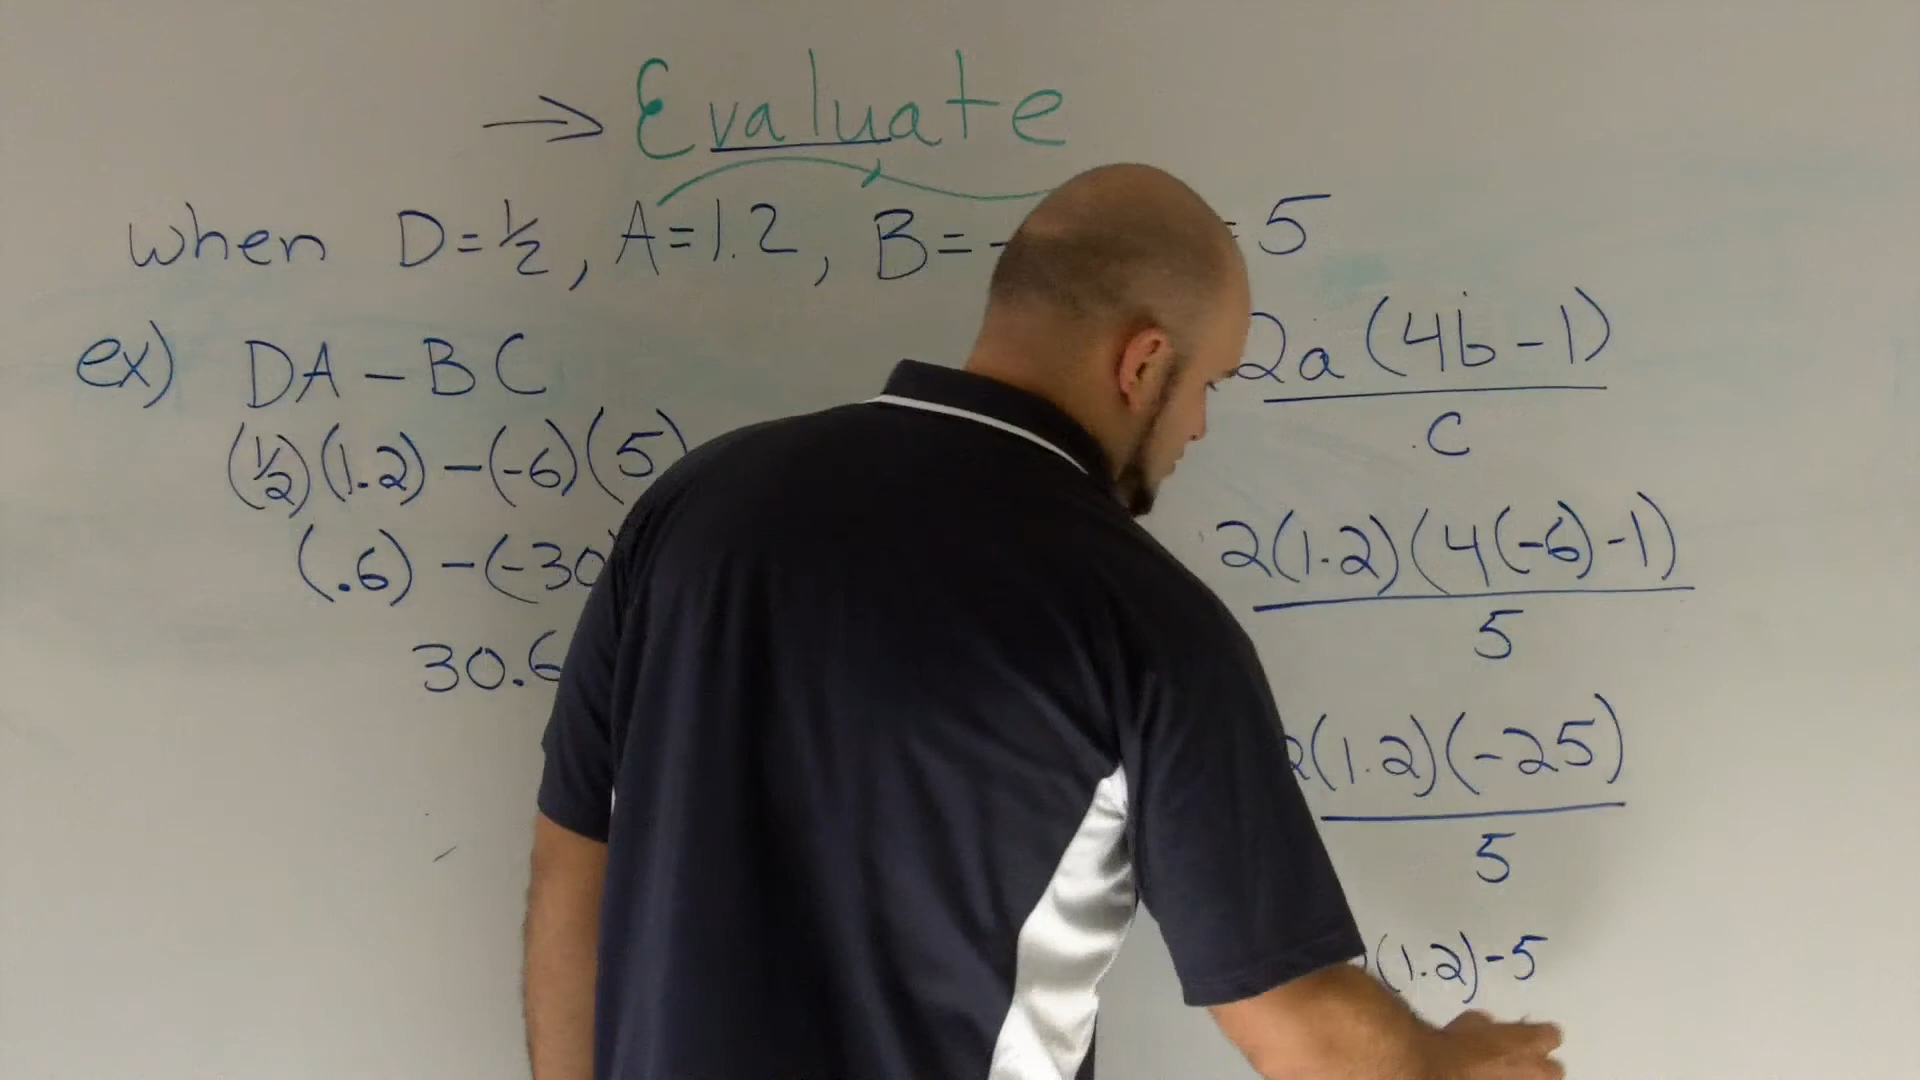 → Evaluate
when D=½, A=1.2, B=- =5
ex) DA-BC
(½)(1.2)-(-6)(5)
(.6)-(-30)
30.6
2a(4b-1)
c
2(1.2)(4(-6)-1)
5
2(1.2)(-25)
5
(1.2)-5